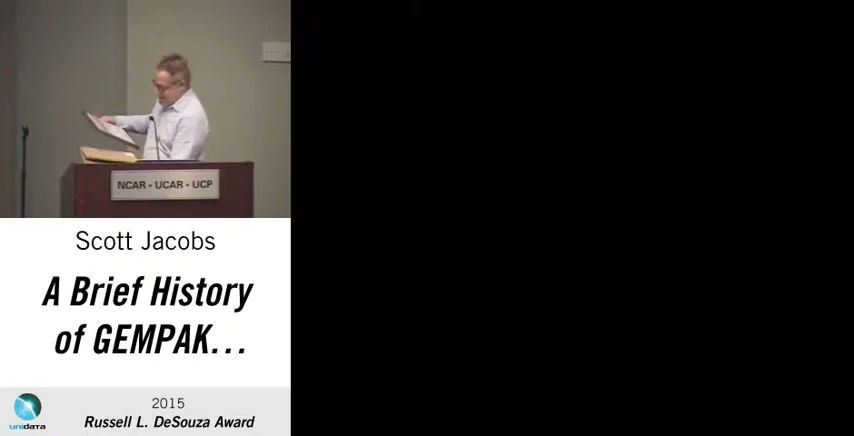 NCAR • UCAR • UCP
Scott Jacobs
A Brief History
of GEMPAK...
2015
Russell L. DeSouza Award
unidata